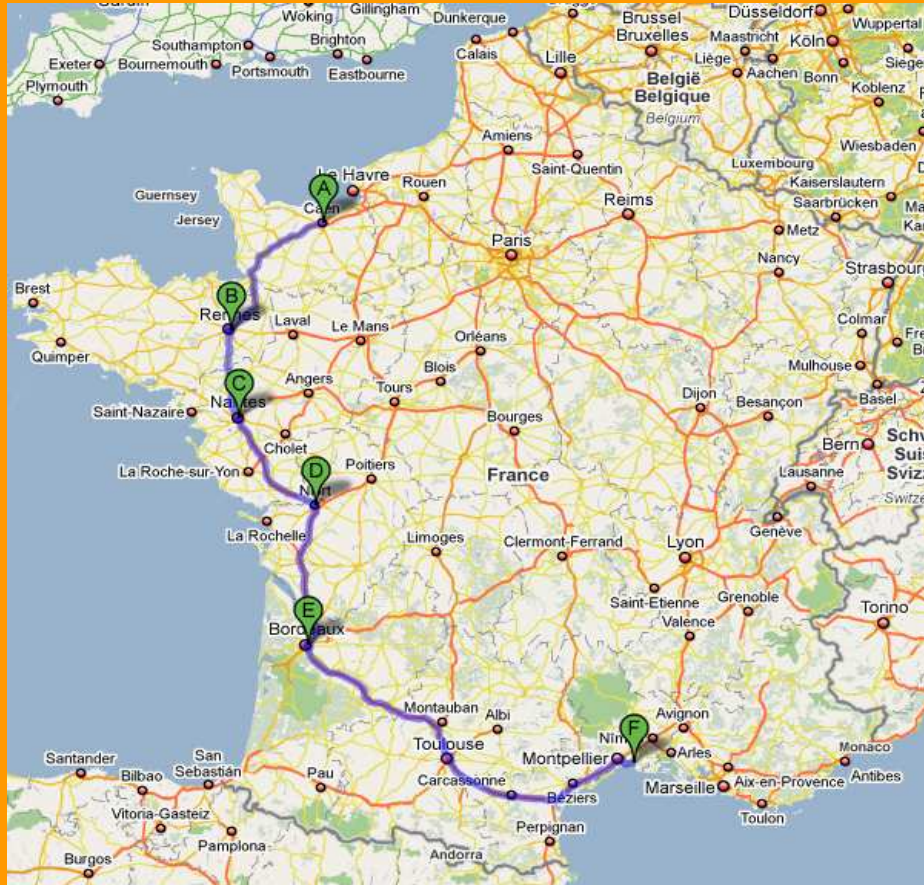 Woking
Gillingham
Dunkerque
Southampton
Brighton
Calais
Exeter
Bournemouth
Portsmouth
Eastbourne
Plymouth
Lille
Brussel
Bruxelles
Maastricht
Düsseldorf
Köln
Wuppertal
Liège
Aachen
Bonn
België
Belgique
Belgium
Koblenz
Wiesbaden
Amiens
Saint-Quentin
Luxembourg
Kaiserslautern
Saarbrücken
Guernsey
Jersey
A
Le Havre
Caen
Rouen
Reims
Metz
Paris
Nancy
Strasbourg
Brest
Quimper
B
Rennes
Laval
Le Mans
Orléans
Colmar
Mulhouse
Basel
C
Nantes
Saint-Nazaire
Angers
Tours
Blois
Dijon
Besançon
Cholet
Bourges
Bern
Lausanne
La Roche-sur-Yon
D
Niort
Poitiers
France
Genève
La Rochelle
Limoges
Clermont-Ferrand
Lyon
Saint-Etienne
Grenoble
Torino
Valence
E
Bordeaux
Montauban
Albi
F
Avignon
Arles
Toulouse
Montpellier
Monaco
Antibes
Aix-en-Provence
Marseille
Toulon
Carcassonne
Béziers
Perpignan
Pau
Andorra
Santander
Bilbao
San
Sebastián
Vitoria-Gasteiz
Pamplona
Burgos